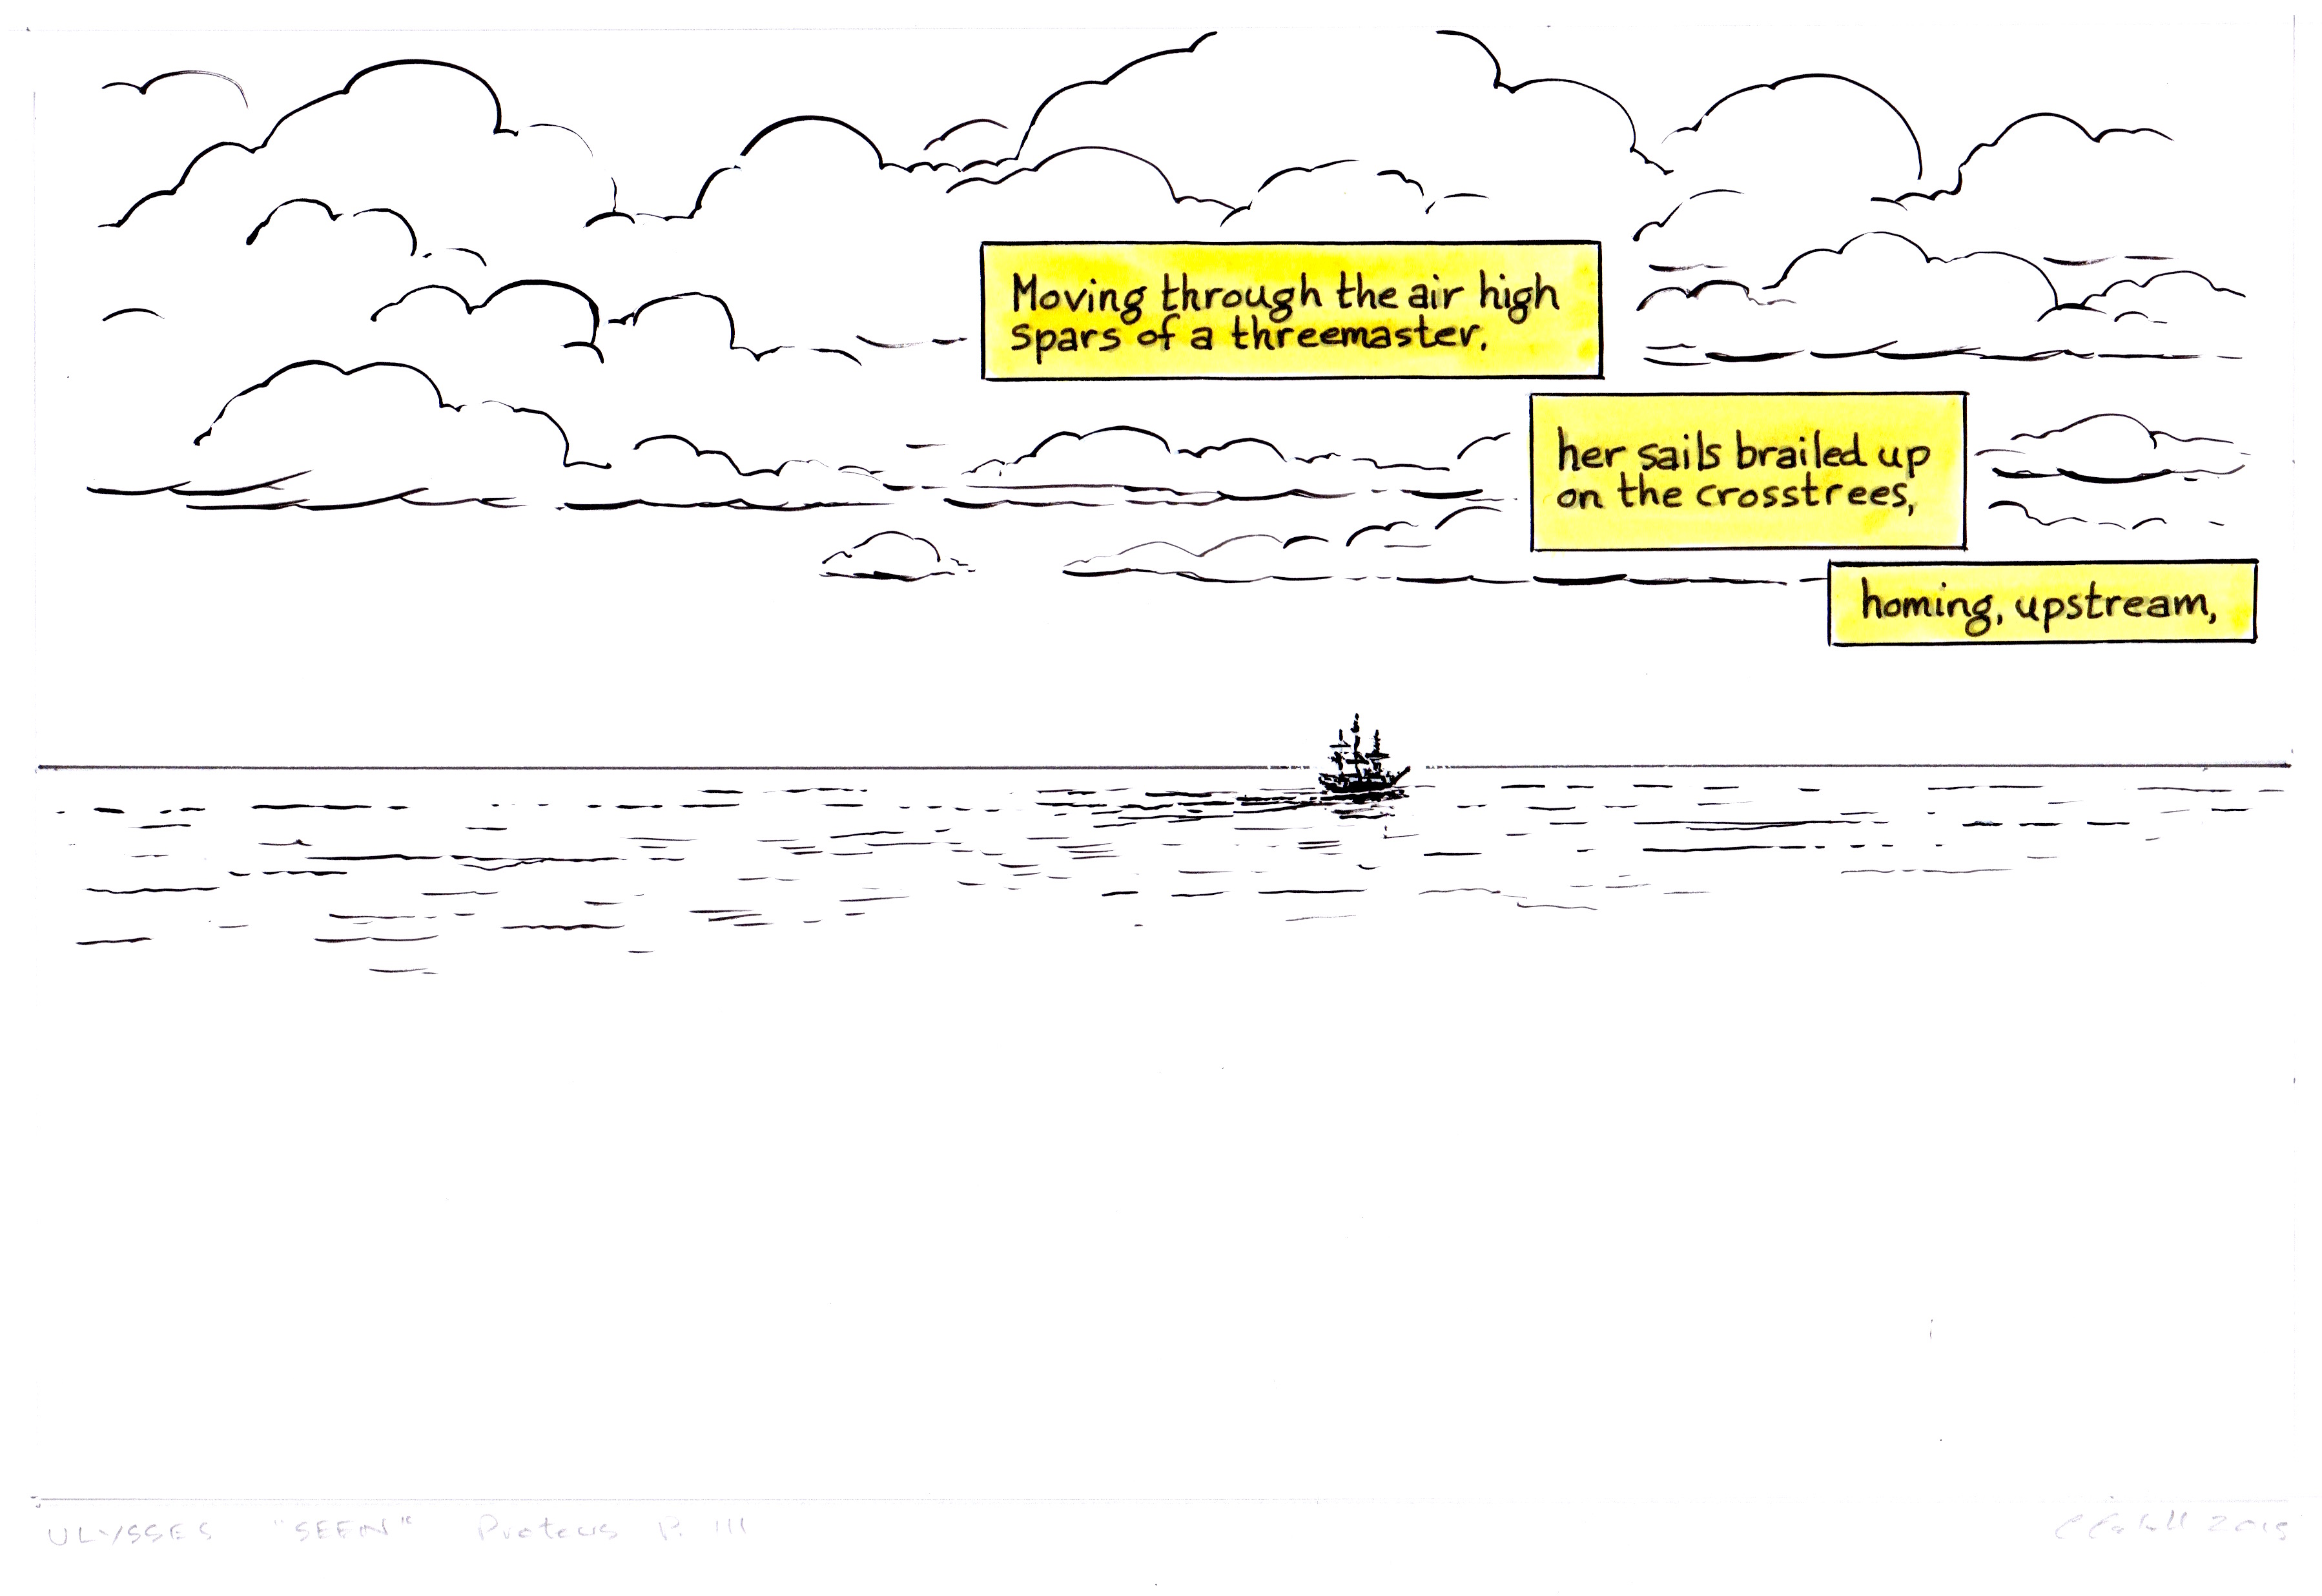 Moving through the air high
spars of a threemaster,
her sails brailed up
on the crosstrees,
homing, upstream,
ULYSSES "SEEN" Proteus P. 111
2015